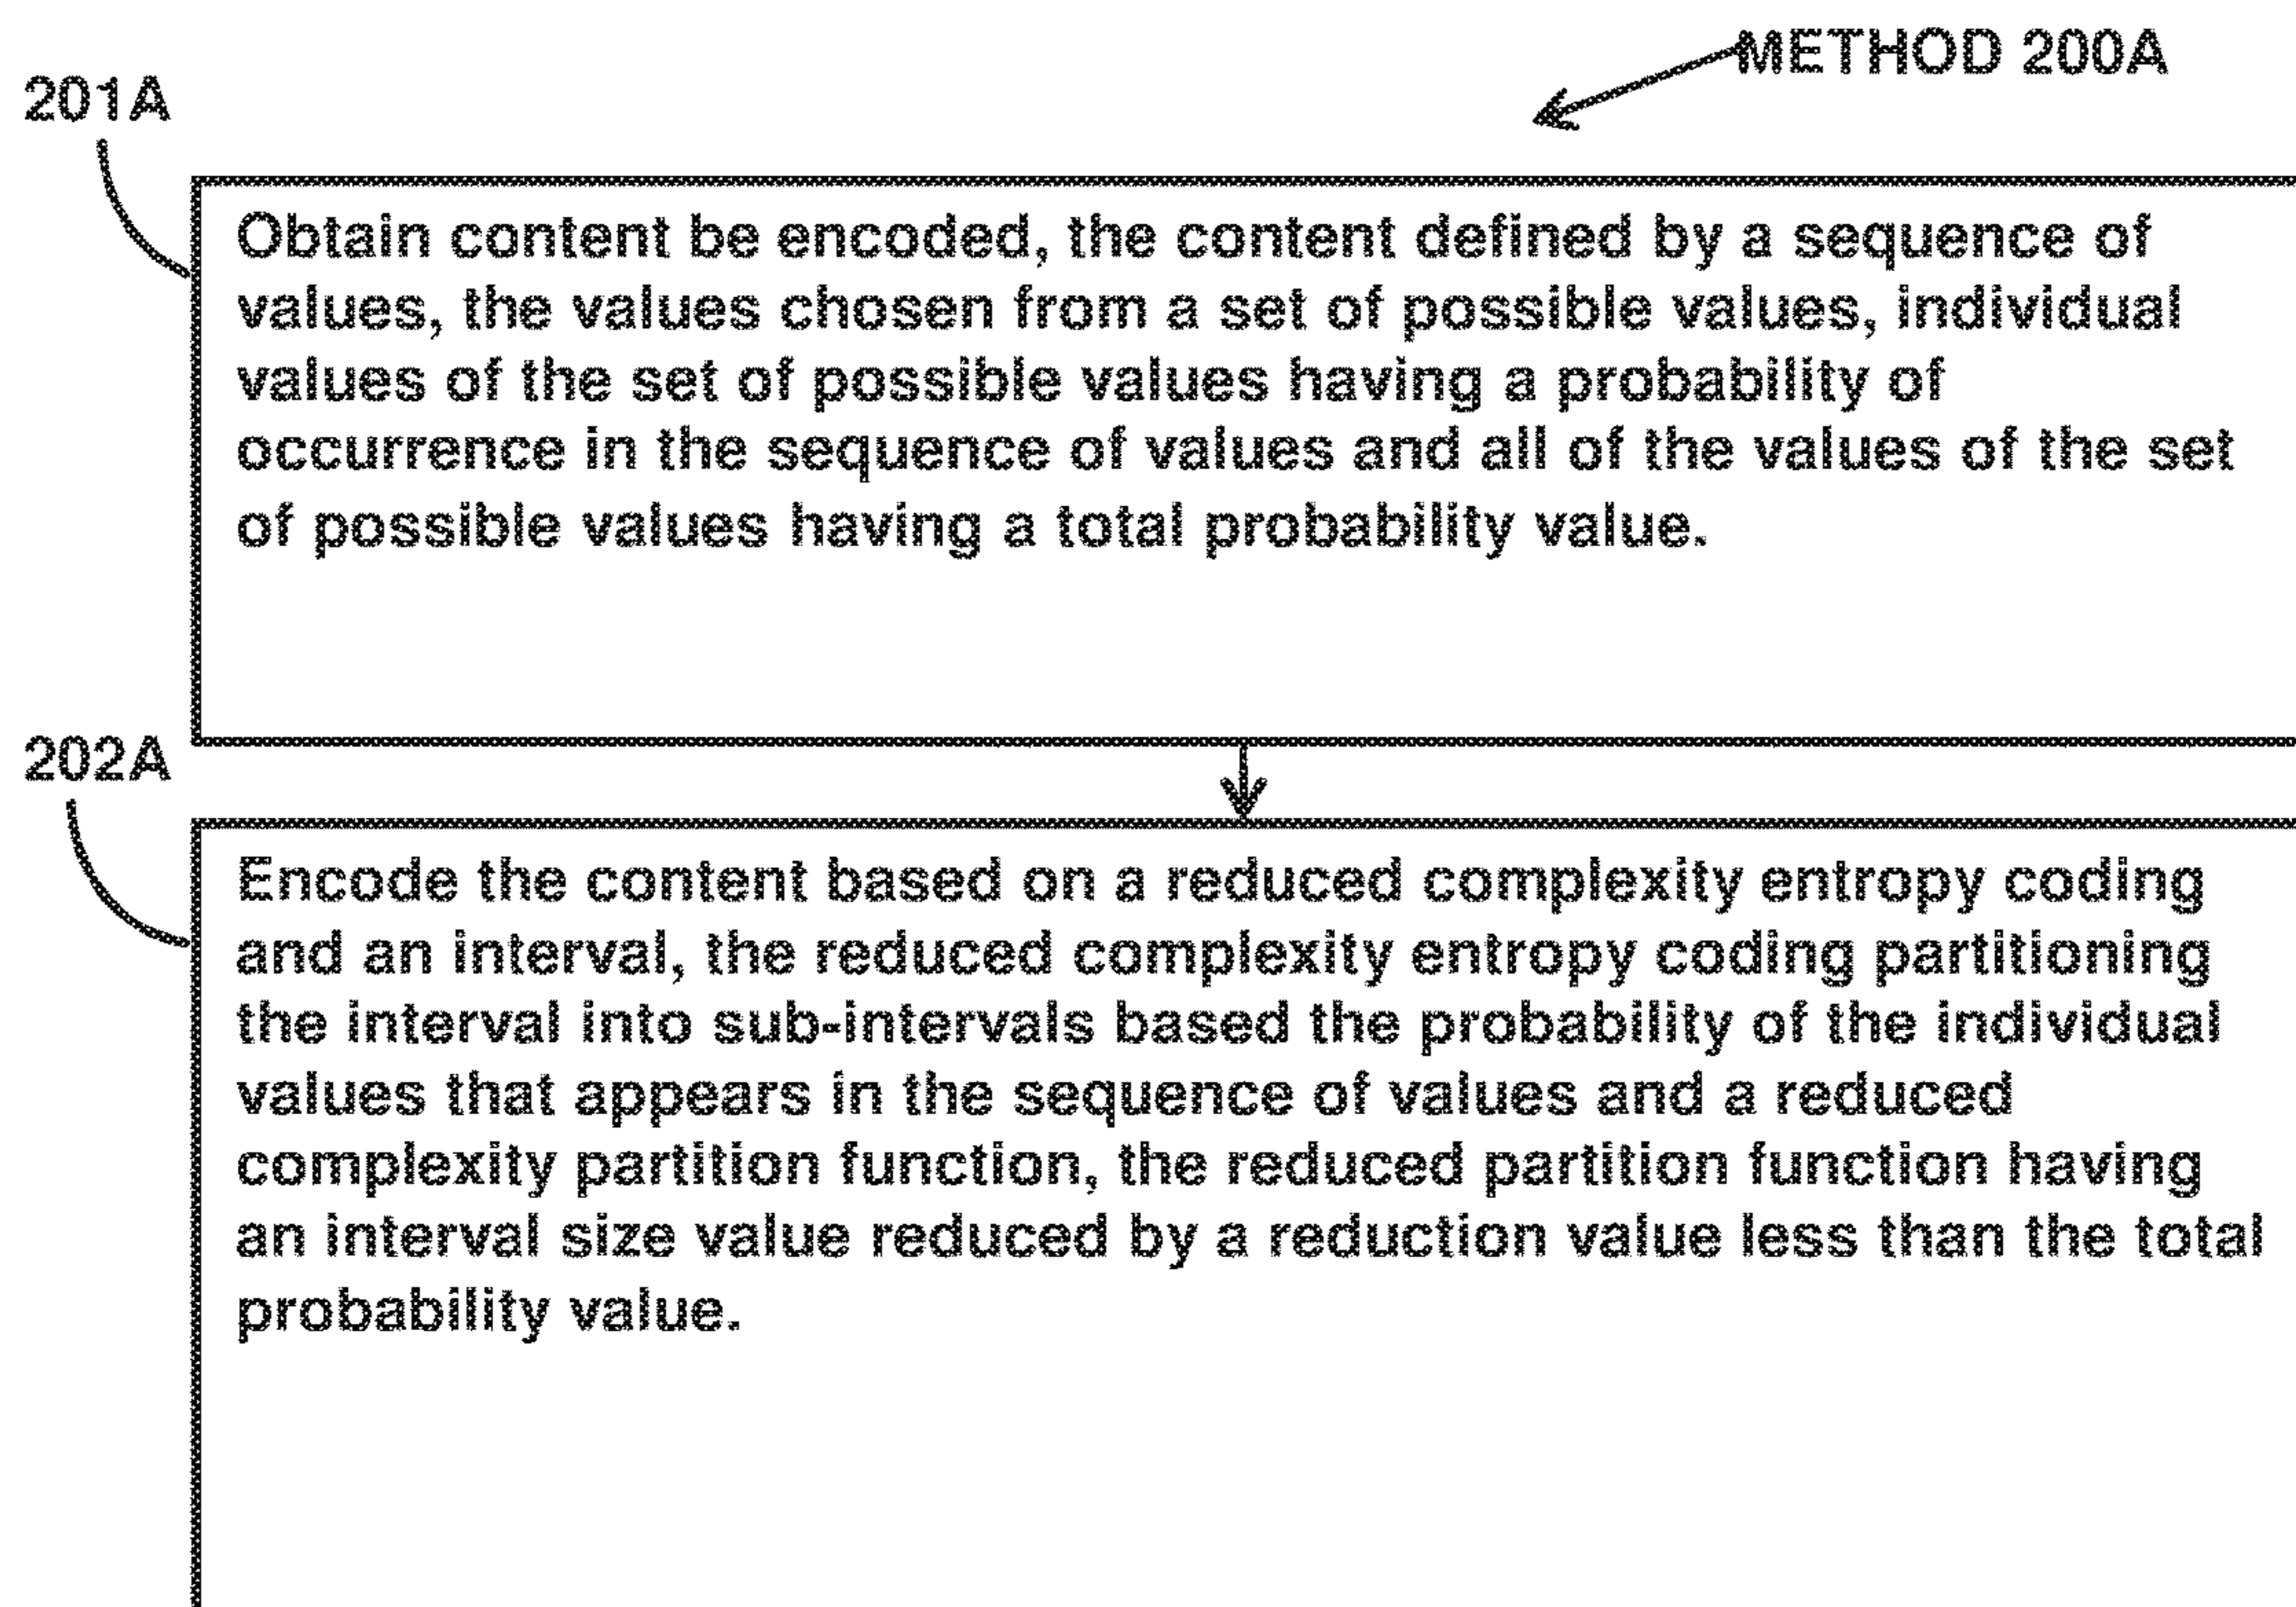 METHOD 200A
201A
Obtain content be encoded, the content defined by a sequence of
values, the values chosen from a set of possible values, individual
values of the set of possible values having a probability of
occurrence in the sequence of values and all of the values of the set
of possible values having a total probability value.
202A
Encode the content based on a reduced complexity entropy coding
and an interval, the reduced complexity entropy coding partitioning
the interval into sub-intervals based the probability of the individual
values that appears in the sequence of values and a reduced
complexity partition function, the reduced partition function having
an interval size value reduced by a reduction value less than the total
probability value.